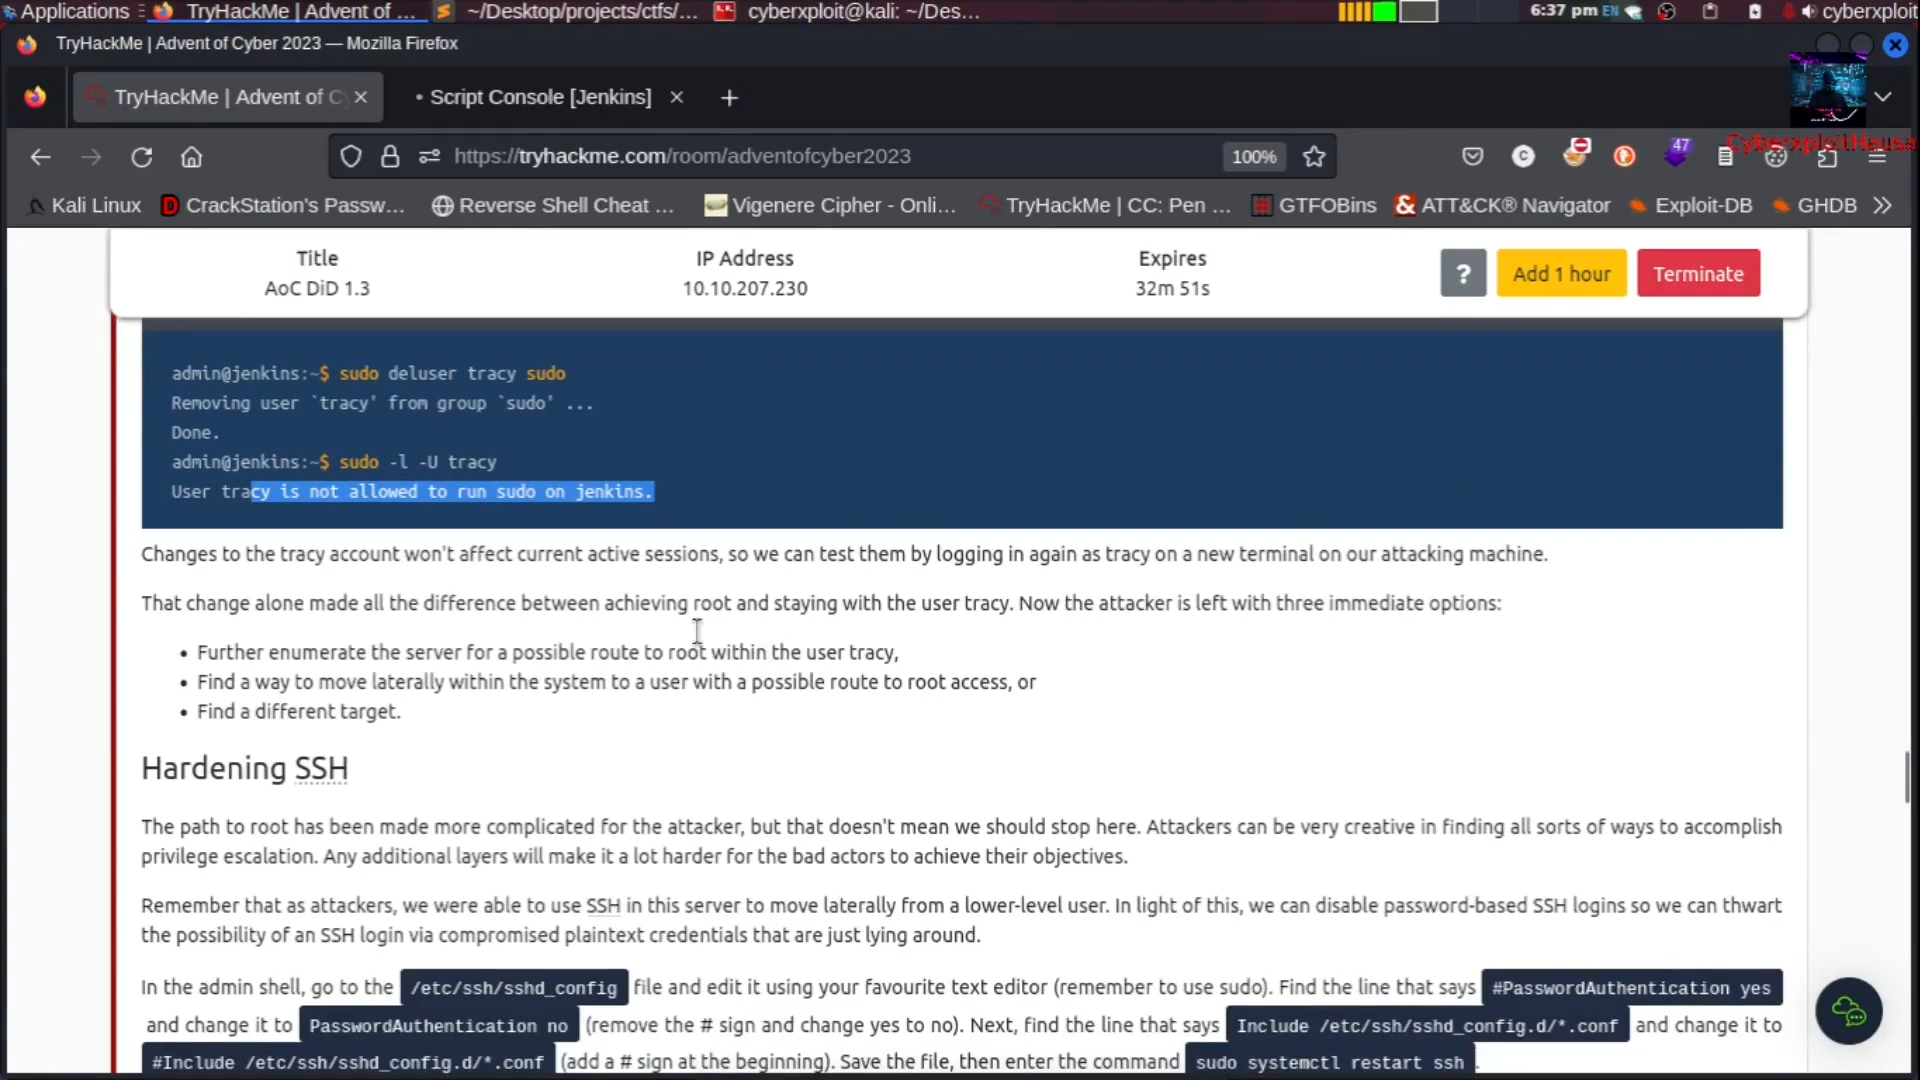 Applications
TryHackMe | Advent of ...
~/Desktop/projects/ctfs/...
cyberxploit@kali: ~/Des...
6:37 pm EN
cyberxploit
TryHackMe | Advent of Cyber 2023 — Mozilla Firefox
TryHackMe | Advent of C
Script Console [Jenkins]
https://tryhackme.com/room/adventofcyber2023
100%
47
CyberxploitHausa
Kali Linux
CrackStation's Passw...
Reverse Shell Cheat ...
Vigenere Cipher - Onli...
TryHackMe | CC: Pen ...
GTFOBins
ATT&CK® Navigator
Exploit-DB
GHDB
Title
IP Address
Expires
AoC DiD 1.3
10.10.207.230
32m 51s
?
Add 1 hour
Terminate
admin@jenkins:~$ sudo deluser tracy sudo
Removing user `tracy' from group `sudo' ...
Done.
admin@jenkins:~$ sudo -l -U tracy
User tracy is not allowed to run sudo on jenkins.
Changes to the tracy account won't affect current active sessions, so we can test them by logging in again as tracy on a new terminal on our attacking machine.
That change alone made all the difference between achieving root and staying with the user tracy. Now the attacker is left with three immediate options:
• Further enumerate the server for a possible route to root within the user tracy,
• Find a way to move laterally within the system to a user with a possible route to root access, or
• Find a different target.
Hardening SSH
The path to root has been made more complicated for the attacker, but that doesn't mean we should stop here. Attackers can be very creative in finding all sorts of ways to accomplish
privilege escalation. Any additional layers will make it a lot harder for the bad actors to achieve their objectives.
Remember that as attackers, we were able to use SSH in this server to move laterally from a lower-level user. In light of this, we can disable password-based SSH logins so we can thwart
the possibility of an SSH login via compromised plaintext credentials that are just lying around.
In the admin shell, go to the /etc/ssh/sshd_config file and edit it using your favourite text editor (remember to use sudo). Find the line that says #PasswordAuthentication yes
and change it to PasswordAuthentication no (remove the # sign and change yes to no). Next, find the line that says Include /etc/ssh/sshd_config.d/*.conf and change it to
#Include /etc/ssh/sshd_config.d/*.conf (add a # sign at the beginning). Save the file, then enter the command sudo systemctl restart ssh .